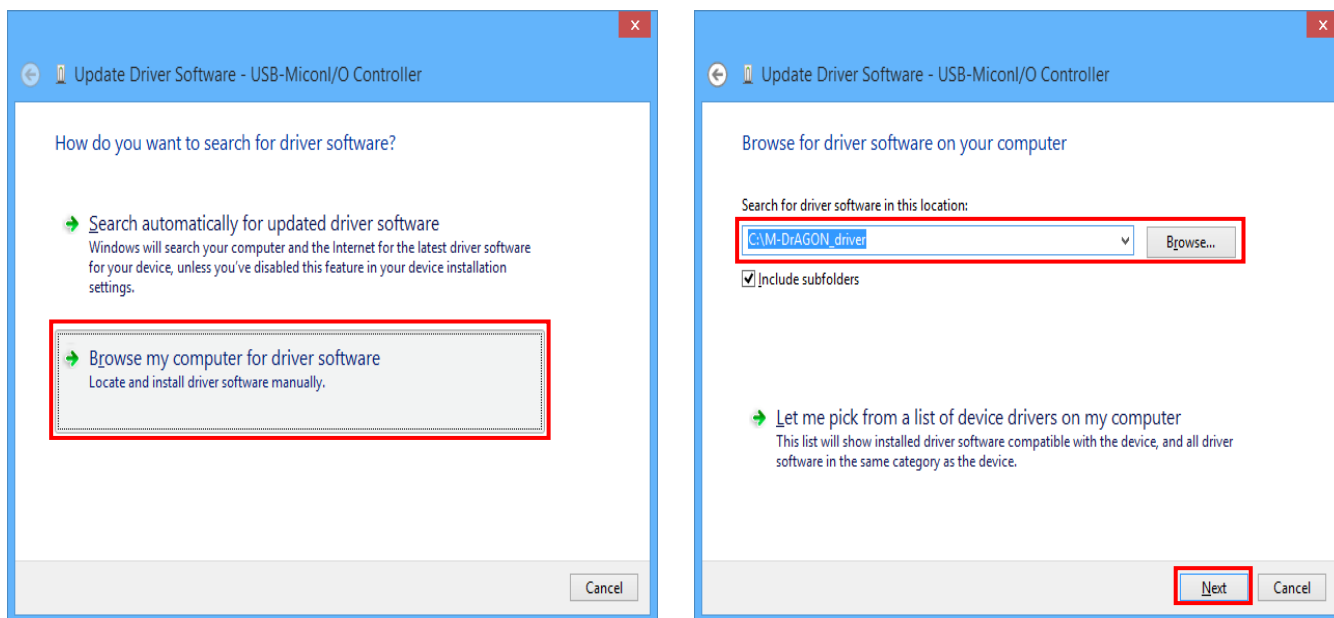 x
Update Driver Software - USB-MiconI/O Controller
How do you want to search for driver software?
Search automatically for updated driver software
Windows will search your computer and the Internet for the latest driver software
for your device, unless you've disabled this feature in your device installation
settings.
Browse my computer for driver software
Locate and install driver software manually.
Cancel
x
Update Driver Software - USB-MiconI/O Controller
Browse for driver software on your computer
Search for driver software in this location:
C:\M-DrAGON_driver
Browse...
Include subfolders
Let me pick from a list of device drivers on my computer
This list will show installed driver software compatible with the device, and all driver
software in the same category as the device.
Next
Cancel